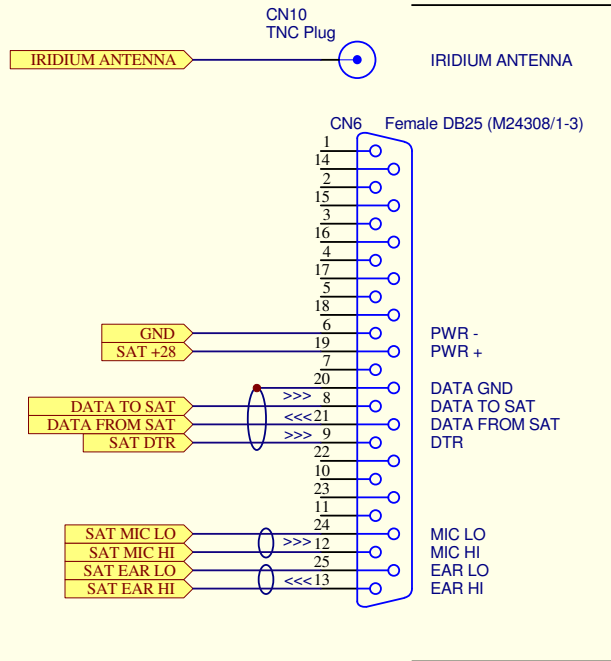 CN10
TNC Plug
IRIDIUM ANTENNA IRIDIUM ANTENNA
CN6 Female DB25 (M24308/1-3)
1
14
2
15
3
16
4
17
5
18
GND 6 PWR -
SAT +28 19 PWR +
7
20 DATA GND
DATA TO SAT >>> 8 DATA TO SAT
DATA FROM SAT <<< 21 DATA FROM SAT
SAT DTR >>> 9 DTR
22
10
23
11
SAT MIC LO 24 MIC LO
SAT MIC HI >>> 12 MIC HI
SAT EAR LO 25 EAR LO
SAT EAR HI <<< 13 EAR HI